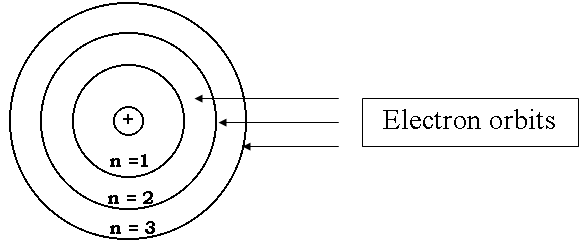 +
Electron orbits
n =1
n = 2
n = 3